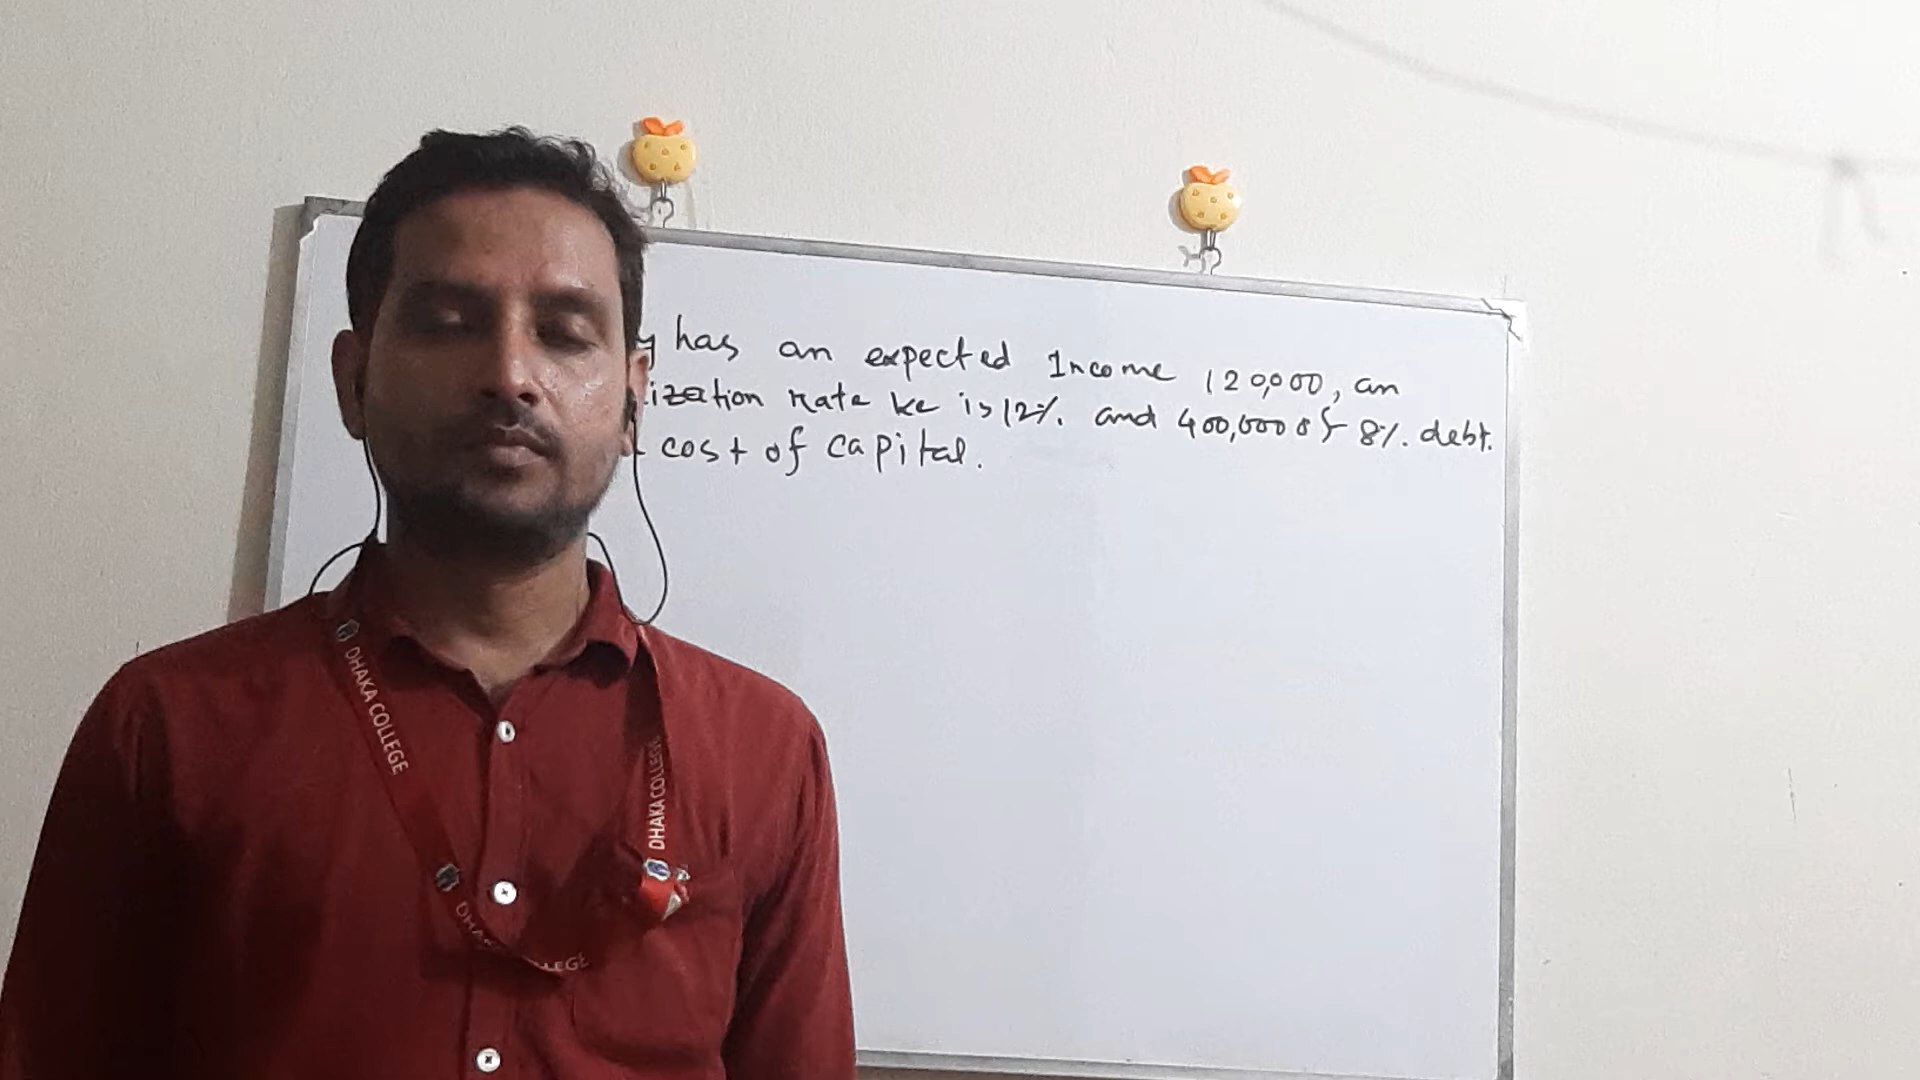 y has an expected Income 120,000, an
ization rate ke is 12%. and 400,000 of 8%. debt.
cost of capital.
DHAKA COLLEGE
DHAKA COLLEGE